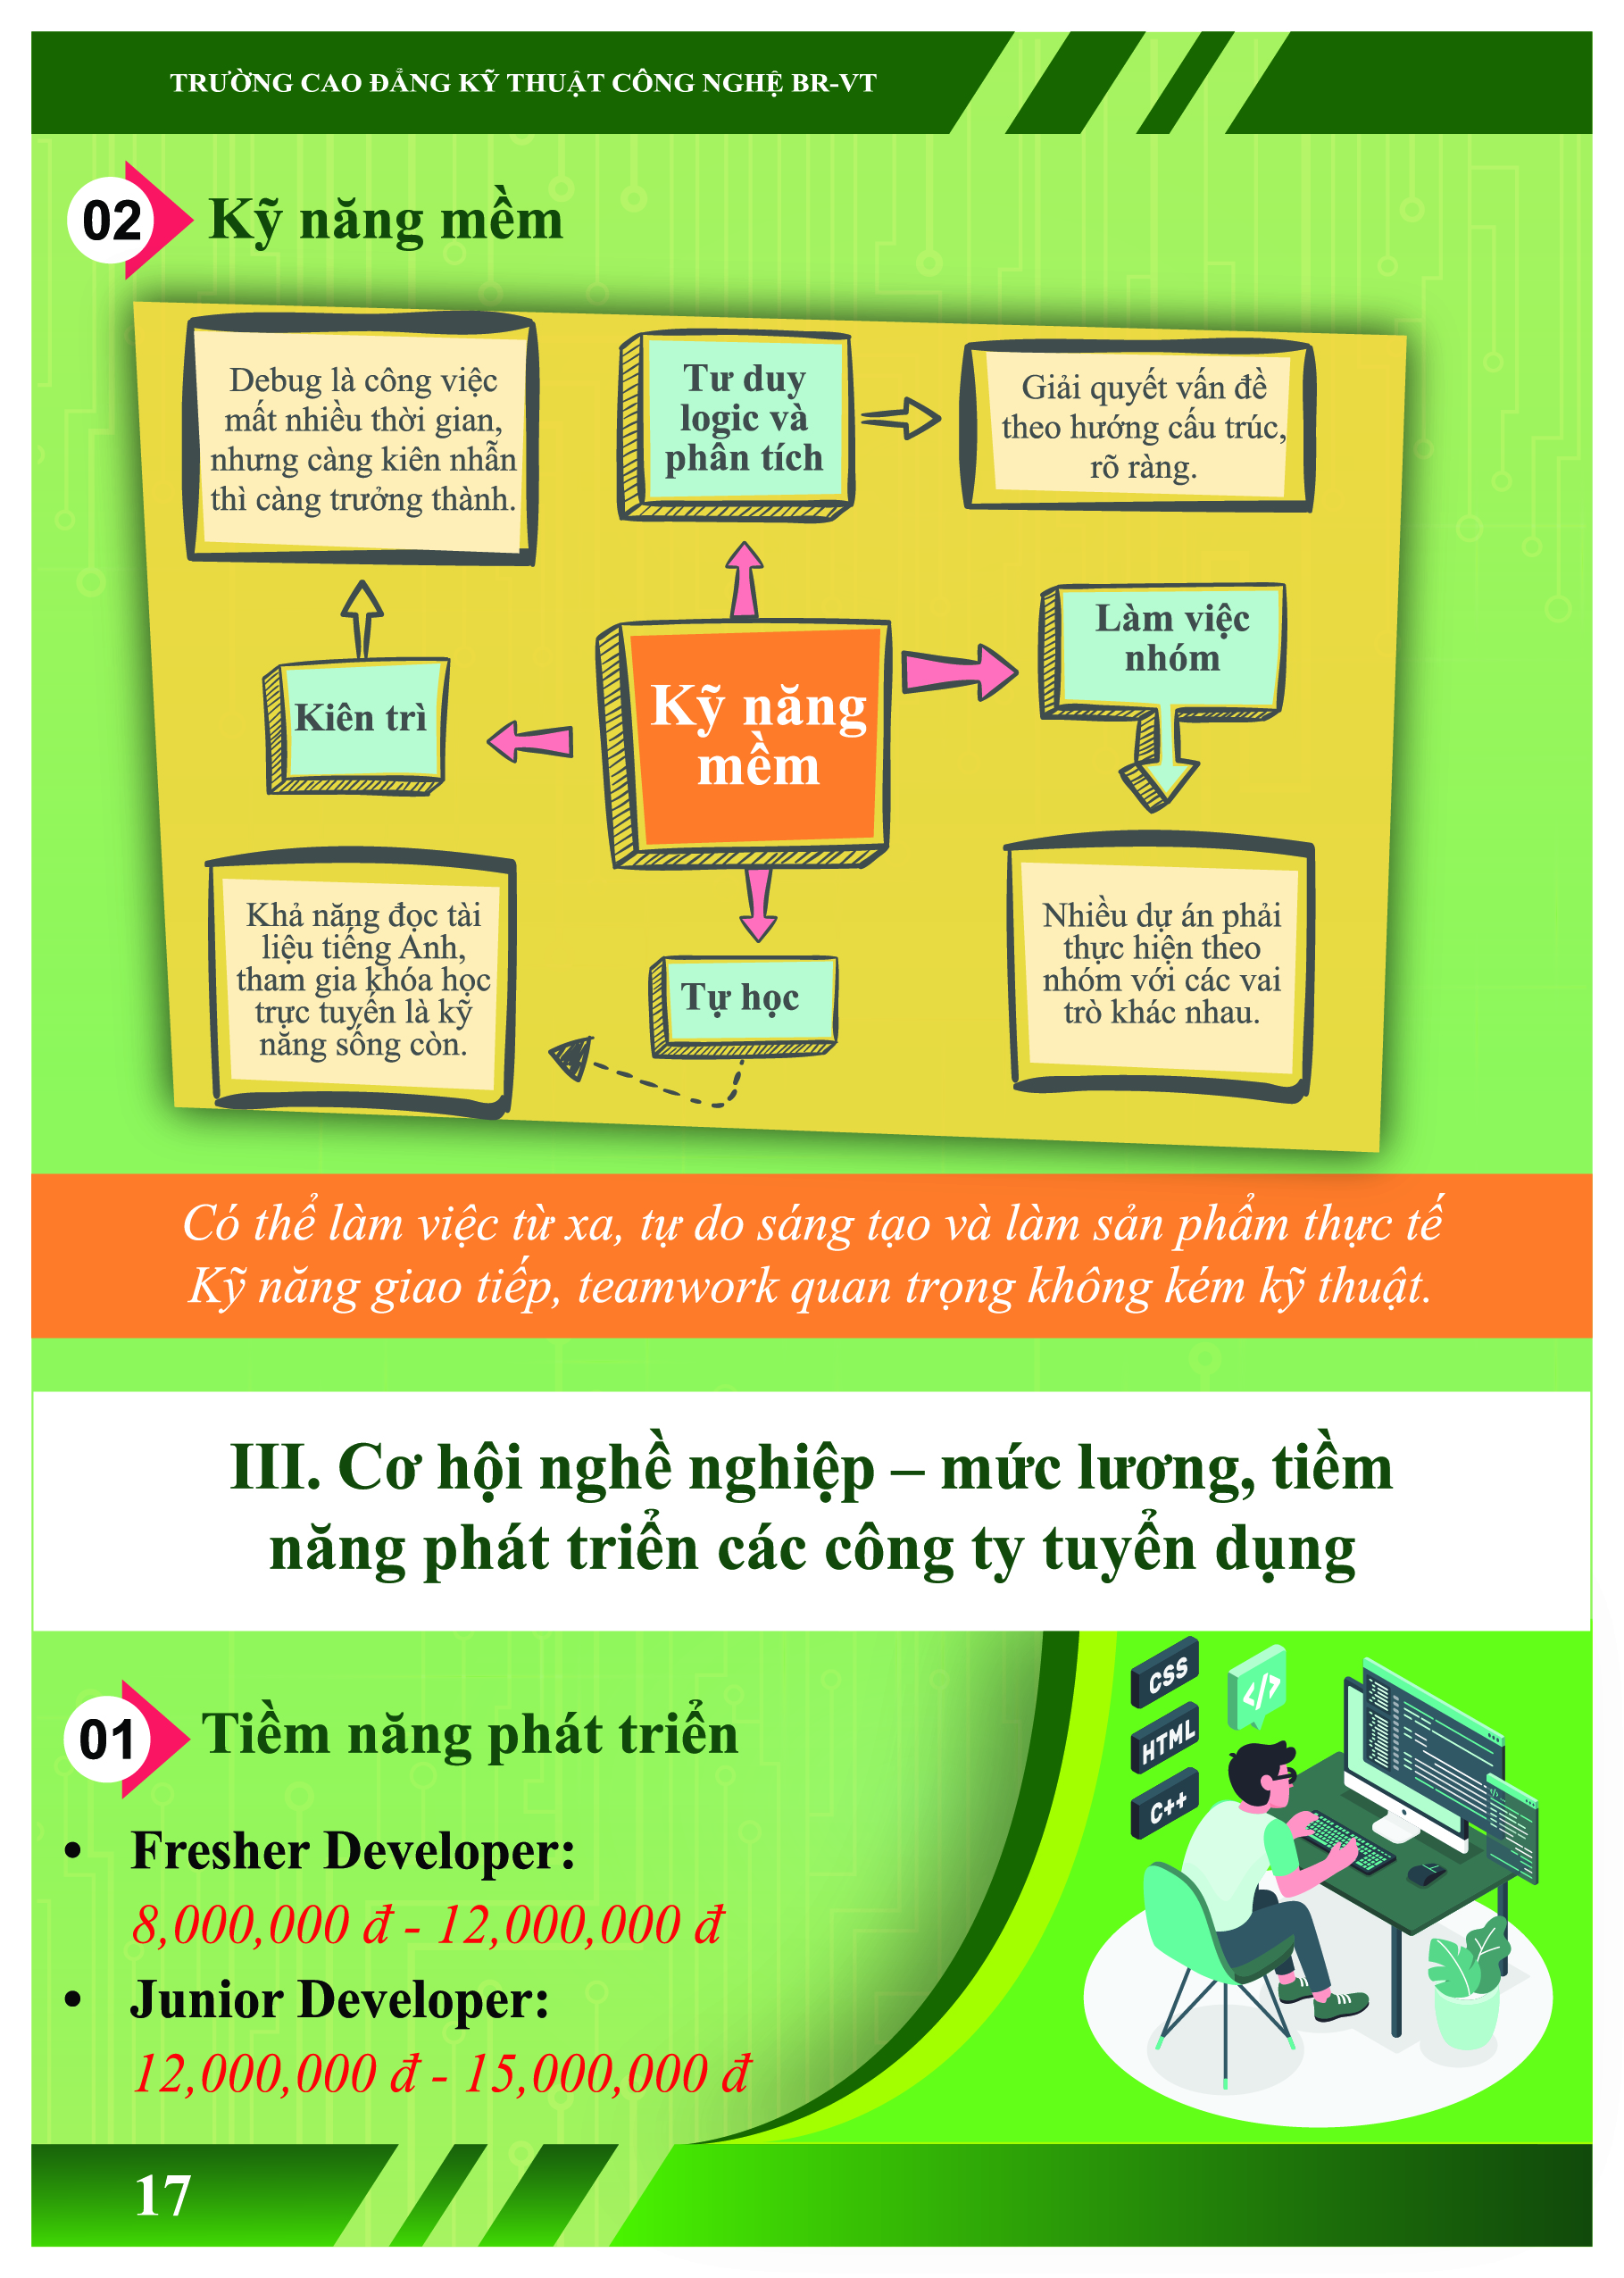 TRƯỜNG CAO ĐẲNG KỸ THUẬT CÔNG NGHỆ BR-VT
02
Kỹ năng mềm
Debug là công việc
mất nhiều thời gian,
nhưng càng kiên nhẫn
thì càng trưởng thành.
Tư duy
logic và
phân tích
Giải quyết vấn đề
theo hướng cấu trúc,
rõ ràng.
Kiên trì
Kỹ năng
mềm
Làm việc
nhóm
Khả năng đọc tài
liệu tiếng Anh,
tham gia khóa học
trực tuyến là kỹ
năng sống còn.
Tự học
Nhiều dự án phải
thực hiện theo
nhóm với các vai
trò khác nhau.
Có thể làm việc từ xa, tự do sáng tạo và làm sản phẩm thực tế
Kỹ năng giao tiếp, teamwork quan trọng không kém kỹ thuật.
III. Cơ hội nghề nghiệp – mức lương, tiềm
năng phát triển các công ty tuyển dụng
01
Tiềm năng phát triển
• Fresher Developer:
8,000,000 đ - 12,000,000 đ
• Junior Developer:
12,000,000 đ - 15,000,000 đ
CSS
</>
HTML
C++
17